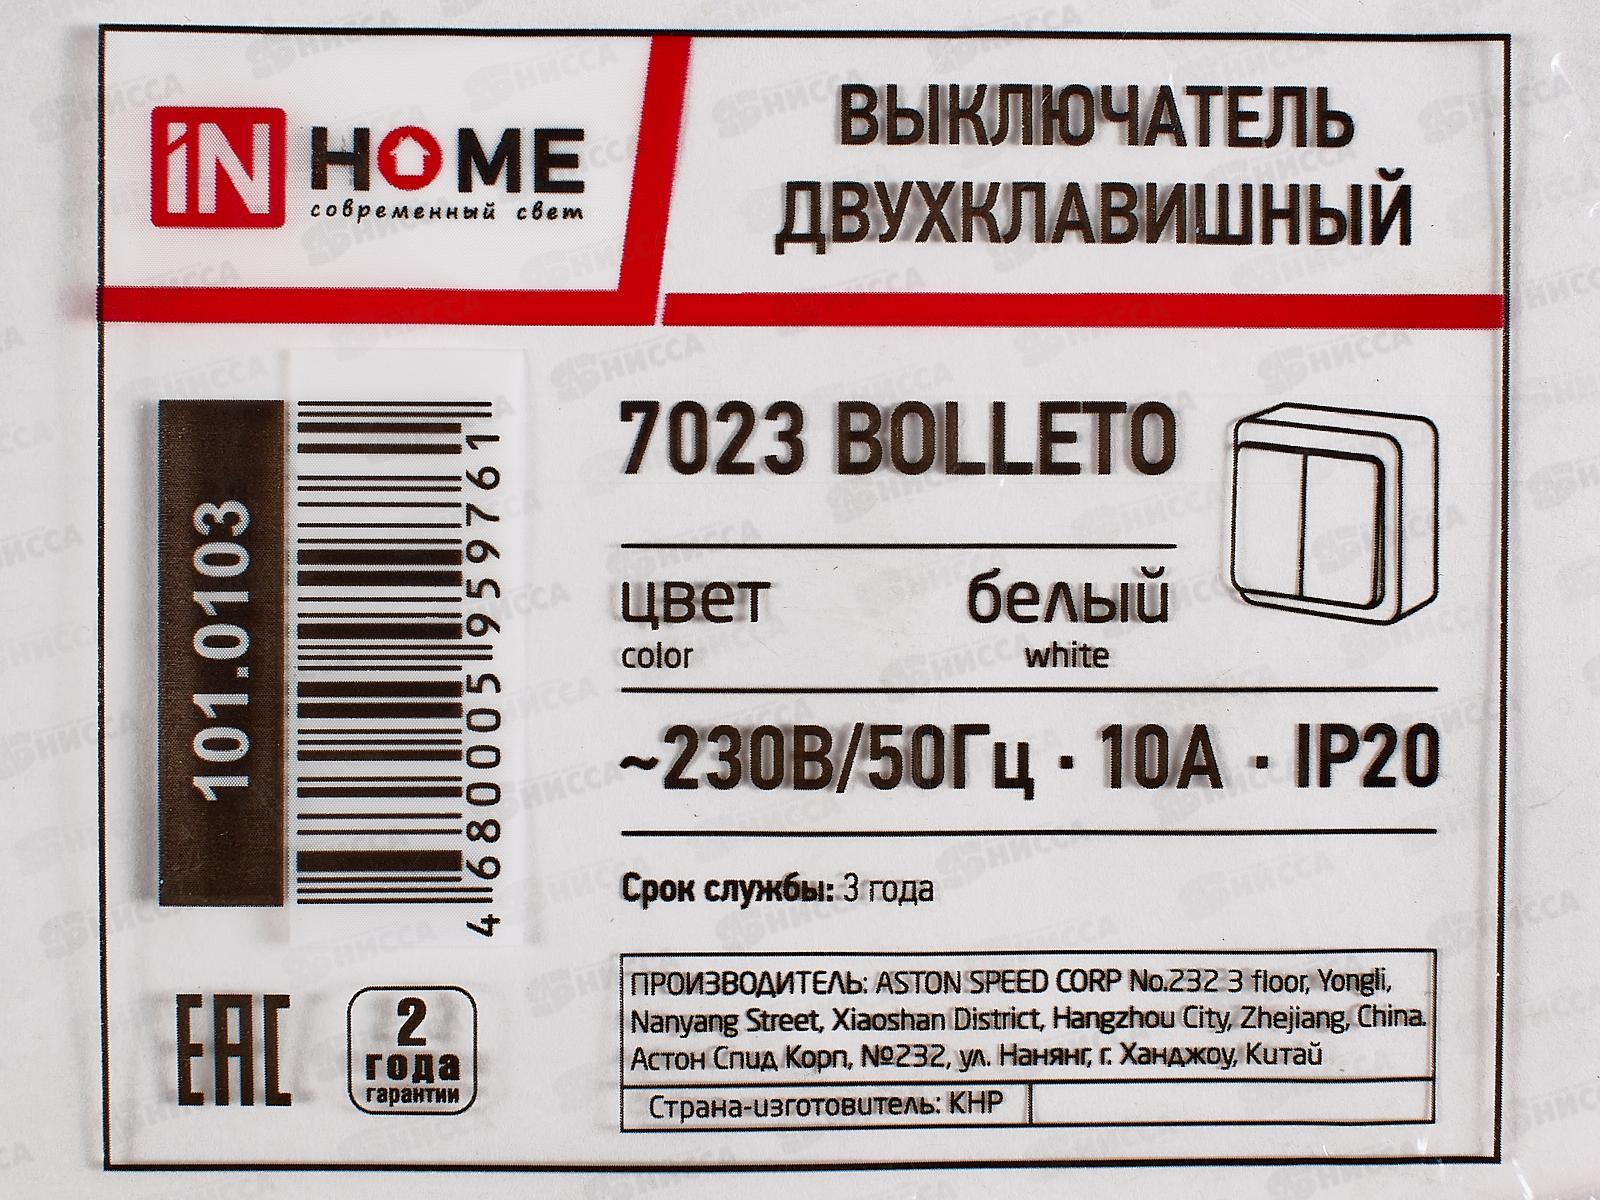 iN HOME
современный свет
ВЫКЛЮЧАТЕЛЬ
ДВУХКЛАВИШНЫЙ
101.0103
4 680005 959761
7023 BOLLETO
цвет белый
color white
~230В/50Гц · 10А · IP20
Срок службы: 3 года
EAC
2
года
гарантии
ПРОИЗВОДИТЕЛЬ: ASTON SPEED CORP No.232 3 floor, Yongli,
Nanyang Street, Xiaoshan District, Hangzhou City, Zhejiang, China.
Астон Спид Корп, №232, ул. Нанянг, г. Ханджоу, Китай
Страна-изготовитель: КНР
НИССА